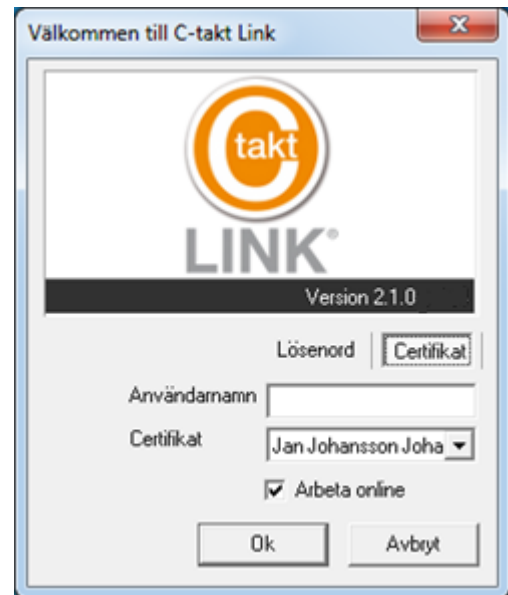 Välkommen till C-takt Link
C
takt
LINK®
Version 2.1.0
Lösenord Certifikat
Användarnamn
Certifikat Jan Johansson Joha
Arbeta online
Ok Avbryt